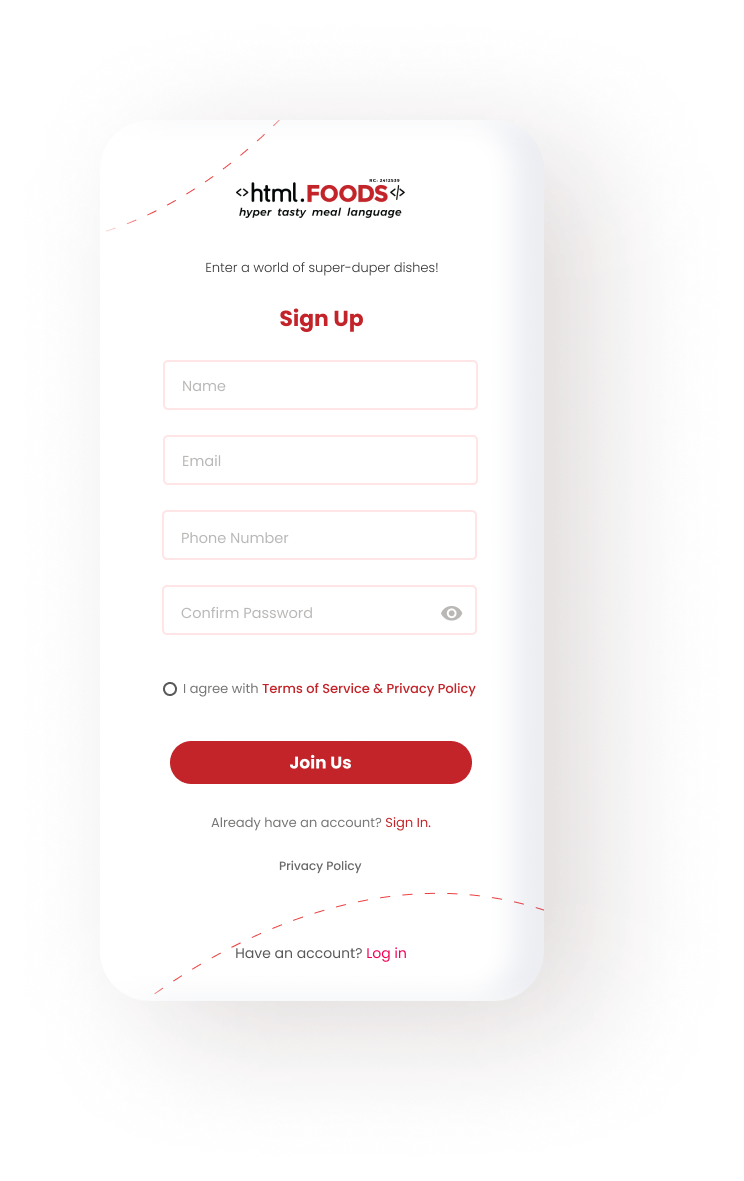 RC: 2412539
<>html.FOODS</>
hyper tasty meal language
Enter a world of super-duper dishes!
Sign Up
Name
Email
Phone Number
Confirm Password
I agree with Terms of Service & Privacy Policy
Join Us
Already have an account? Sign In.
Privacy Policy
Have an account? Log in